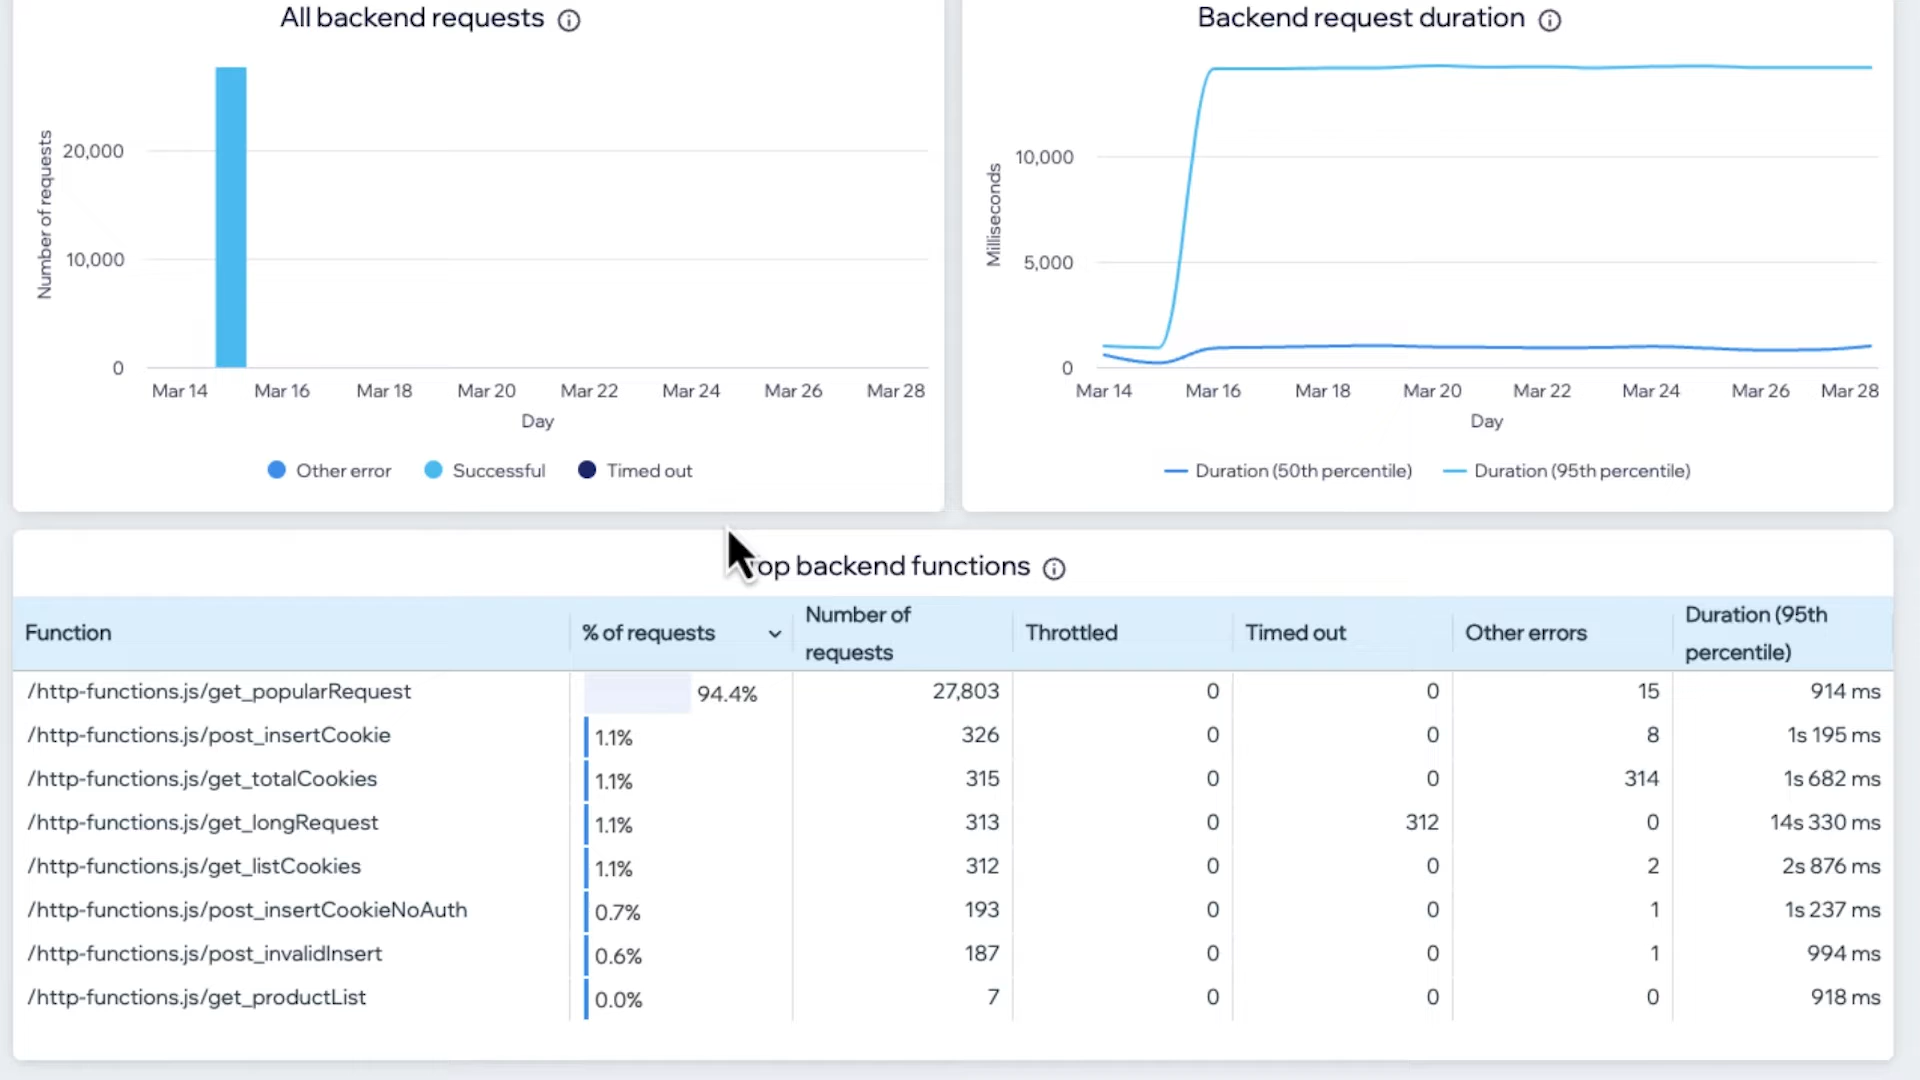 All backend requests
Number of requests
20,000
10,000
0
Mar 14 Mar 16 Mar 18 Mar 20 Mar 22 Mar 24 Mar 26 Mar 28
Day
Other error Successful Timed out
Backend request duration
Milliseconds
10,000
5,000
0
Mar 14 Mar 16 Mar 18 Mar 20 Mar 22 Mar 24 Mar 26 Mar 28
Day
Duration (50th percentile) Duration (95th percentile)
op backend functions
Function % of requests Number of requests Throttled Timed out Other errors Duration (95th percentile)
/http-functions.js/get_popularRequest 94.4% 27,803 0 0 15 914 ms
/http-functions.js/post_insertCookie 1.1% 326 0 0 8 1s 195 ms
/http-functions.js/get_totalCookies 1.1% 315 0 0 314 1s 682 ms
/http-functions.js/get_longRequest 1.1% 313 0 312 0 14s 330 ms
/http-functions.js/get_listCookies 1.1% 312 0 0 2 2s 876 ms
/http-functions.js/post_insertCookieNoAuth 0.7% 193 0 0 1 1s 237 ms
/http-functions.js/post_invalidInsert 0.6% 187 0 0 1 994 ms
/http-functions.js/get_productList 0.0% 7 0 0 0 918 ms